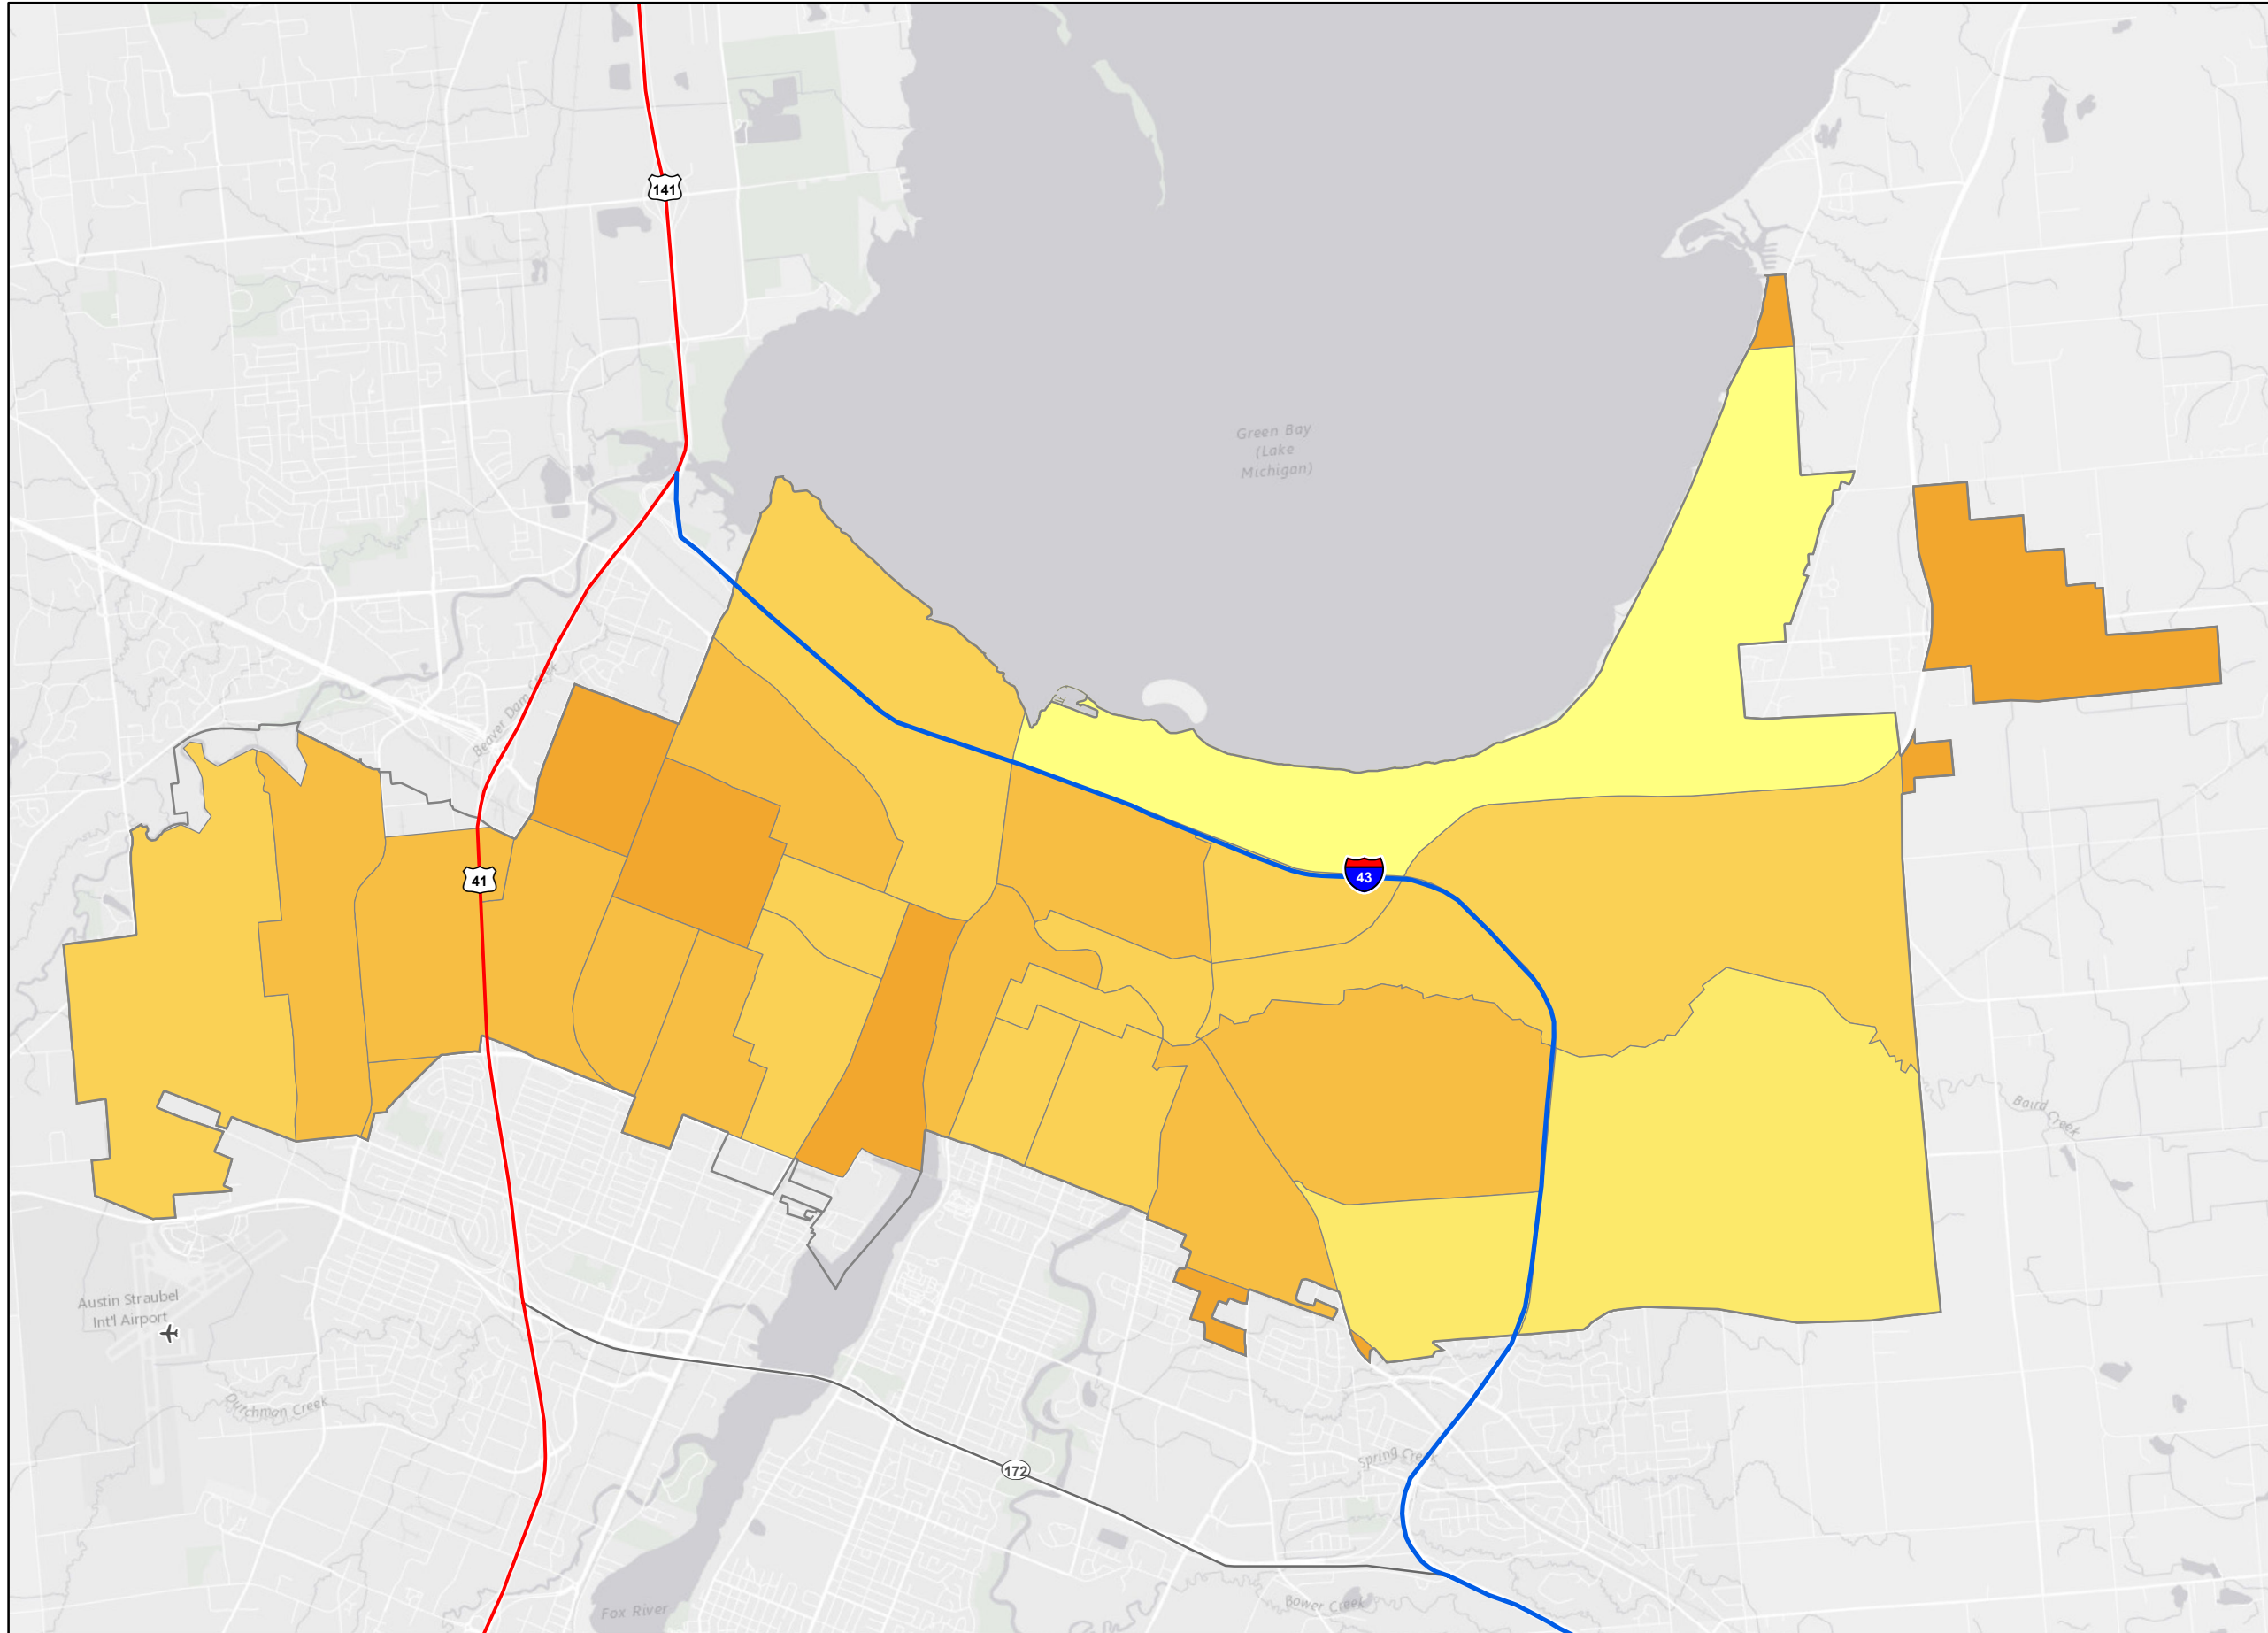 141
Green Bay
(Lake
Michigan)
Beaver Dam Creek
41
43
Baird Creek
Austin Straubel
Int'l Airport
Dutchman Creek
172
Spring Creek
Fox River
Bower Creek